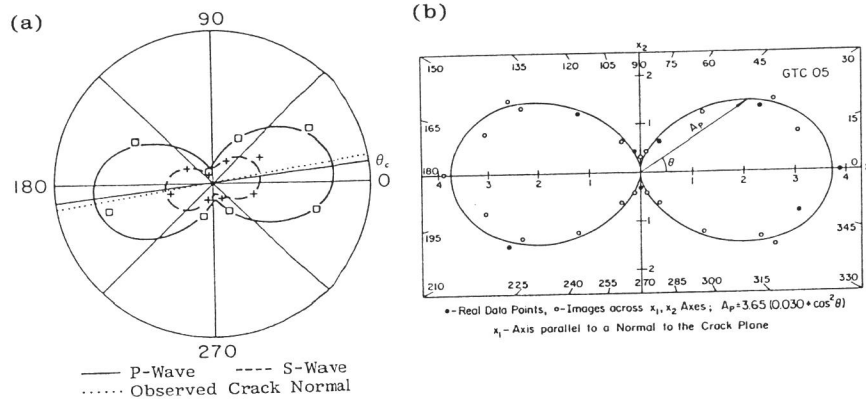 (a)
90
180
θc
0
270
—— P-Wave ---- S-Wave
······ Observed Crack Normal
(b)
x₂
150 135 120 105 90 75 60 45 30
2
GTC 05
165
1
Aₚ
15
θ
180 4 3 2 1 1 2 3 4 0
1
195
345
2
210 225 240 255 260 270 285 300 315 330
•-Real Data Points, ∘-Images across x₁, x₂ Axes; Aₚ=3.65 (0.030+cos²θ)
x₁-Axis parallel to a Normal to the Crack Plane